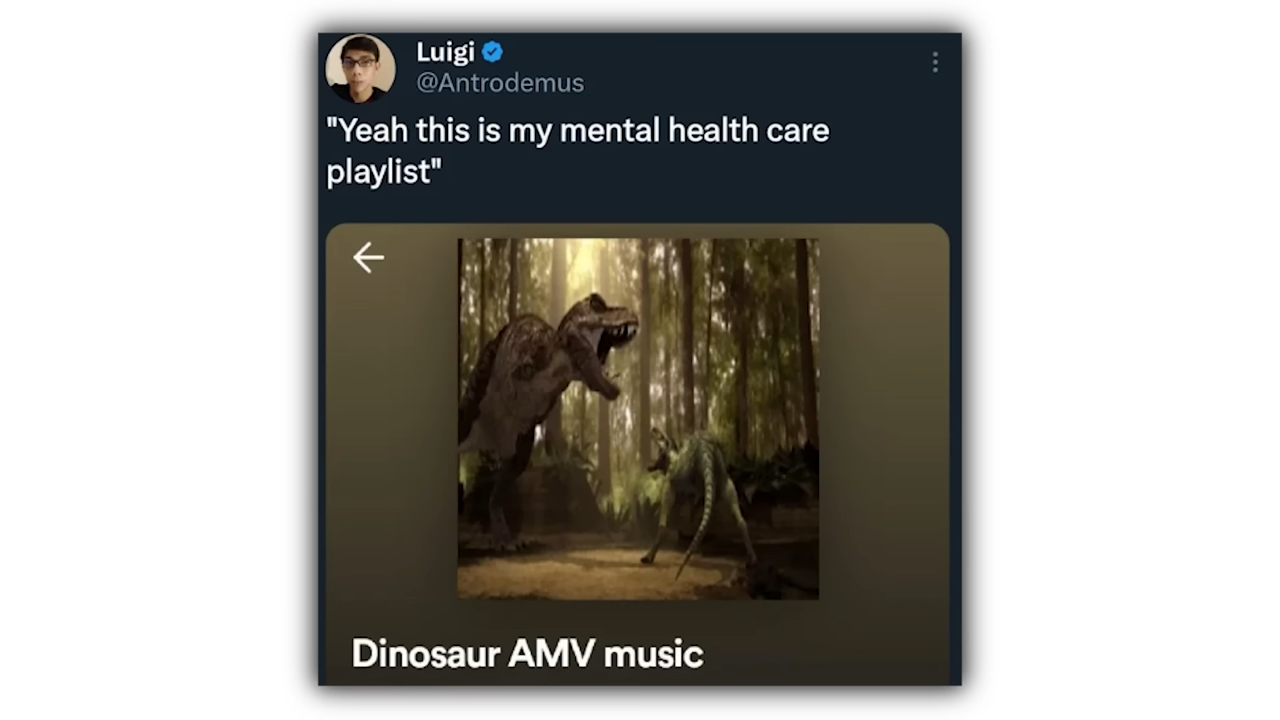 Luigi
@Antrodemus
"Yeah this is my mental health care
playlist"
Dinosaur AMV music